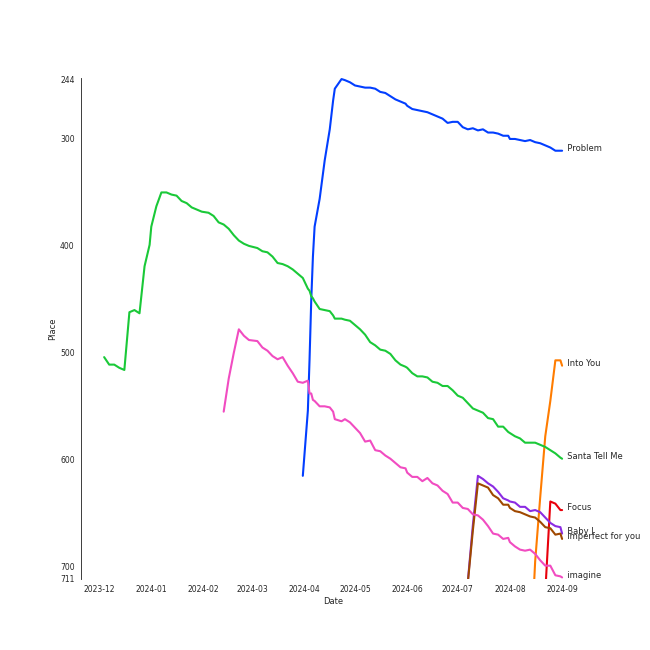 244
300
400
500
600
700
711
Place
2023-12 2024-01 2024-02 2024-03 2024-04 2024-05 2024-06 2024-07 2024-08 2024-09
Date
Problem
Into You
Santa Tell Me
Focus
Baby I
imperfect for you
imagine